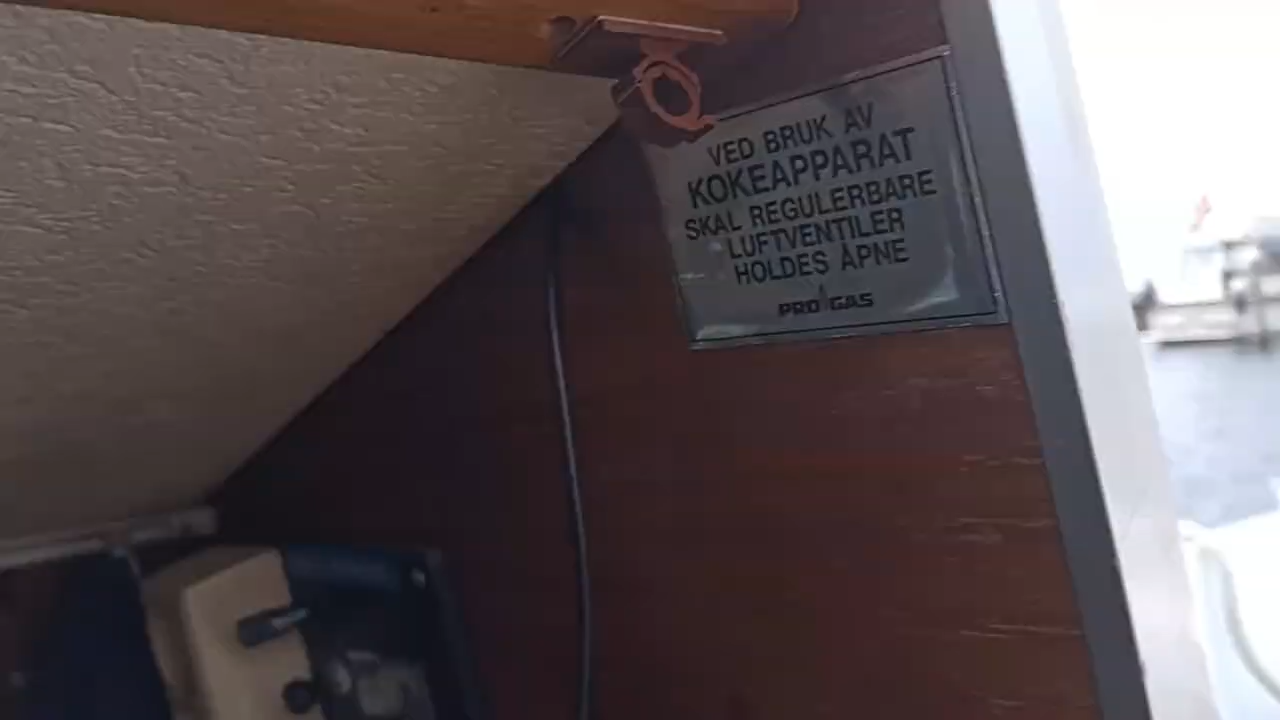 VED BRUK AV
KOKEAPPARAT
SKAL REGULERBARE
LUFTVENTILER
HOLDES ÅPNE
PRO GAS